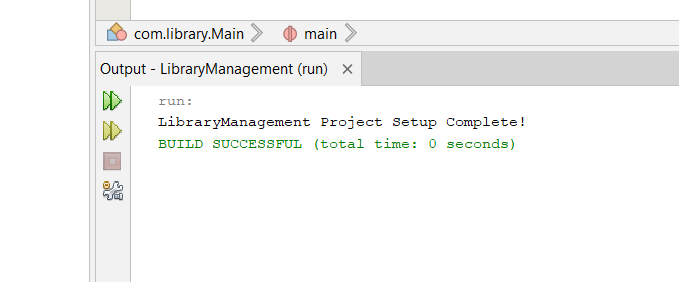 com.library.Main main
Output - LibraryManagement (run)
run:
LibraryManagement Project Setup Complete!
BUILD SUCCESSFUL (total time: 0 seconds)